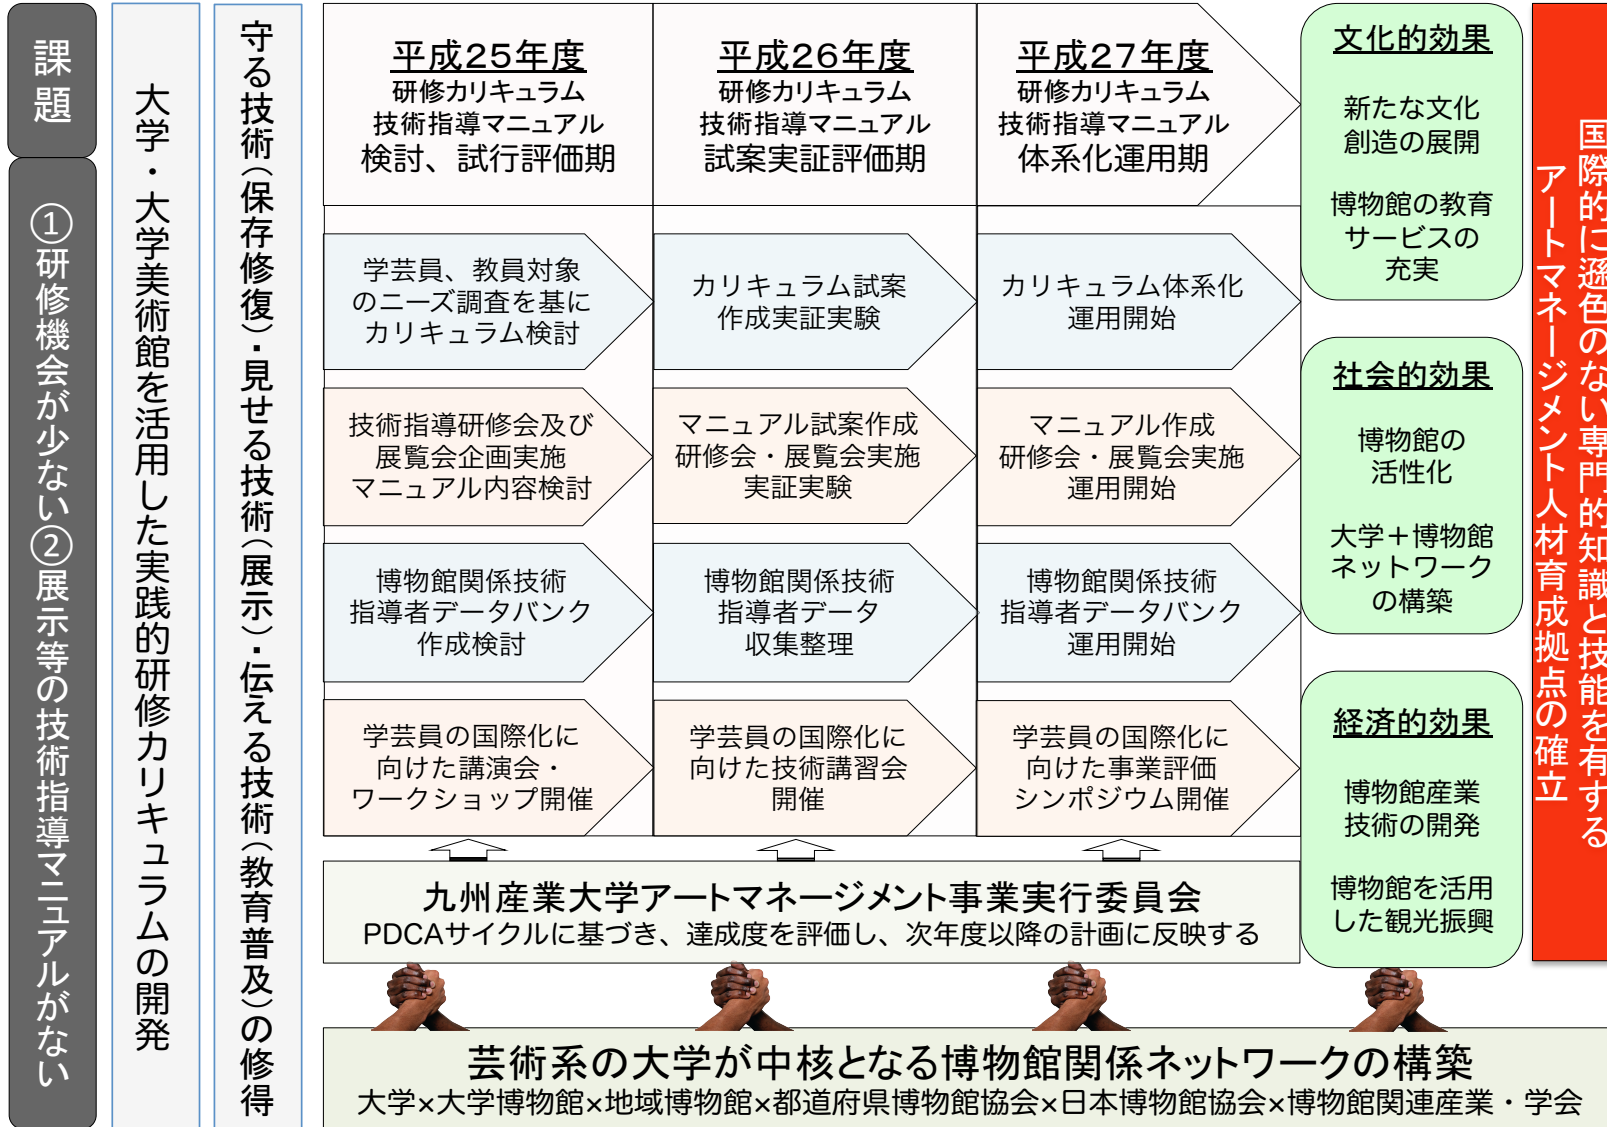 課題
①研修機会が少ない②展示等の技術指導マニュアルがない
大学・大学美術館を活用した実践的研修カリキュラムの開発
守る技術（保存修復）・見せる技術（展示）・伝える技術（教育普及）の修得
平成25年度
研修カリキュラム
技術指導マニュアル
検討、試行評価期
平成26年度
研修カリキュラム
技術指導マニュアル
試案実証評価期
平成27年度
研修カリキュラム
技術指導マニュアル
体系化運用期
学芸員、教員対象
のニーズ調査を基に
カリキュラム検討
カリキュラム試案
作成実証実験
カリキュラム体系化
運用開始
技術指導研修会及び
展覧会企画実施
マニュアル内容検討
マニュアル試案作成
研修会・展覧会実施
実証実験
マニュアル作成
研修会・展覧会実施
運用開始
博物館関係技術
指導者データバンク
作成検討
博物館関係技術
指導者データ
収集整理
博物館関係技術
指導者データバンク
運用開始
学芸員の国際化に
向けた講演会・
ワークショップ開催
学芸員の国際化に
向けた技術講習会
開催
学芸員の国際化に
向けた事業評価
シンポジウム開催
九州産業大学アートマネージメント事業実行委員会
PDCAサイクルに基づき、達成度を評価し、次年度以降の計画に反映する
芸術系の大学が中核となる博物館関係ネットワークの構築
大学×大学博物館×地域博物館×都道府県博物館協会×日本博物館協会×博物館関連産業・学会
文化的効果
新たな文化
創造の展開
博物館の教育
サービスの
充実
社会的効果
博物館の
活性化
大学＋博物館
ネットワーク
の構築
経済的効果
博物館産業
技術の開発
博物館を活用
した観光振興
国際的に遜色のない専門的知識と技能を有する
アートマネージメント人材育成拠点の確立